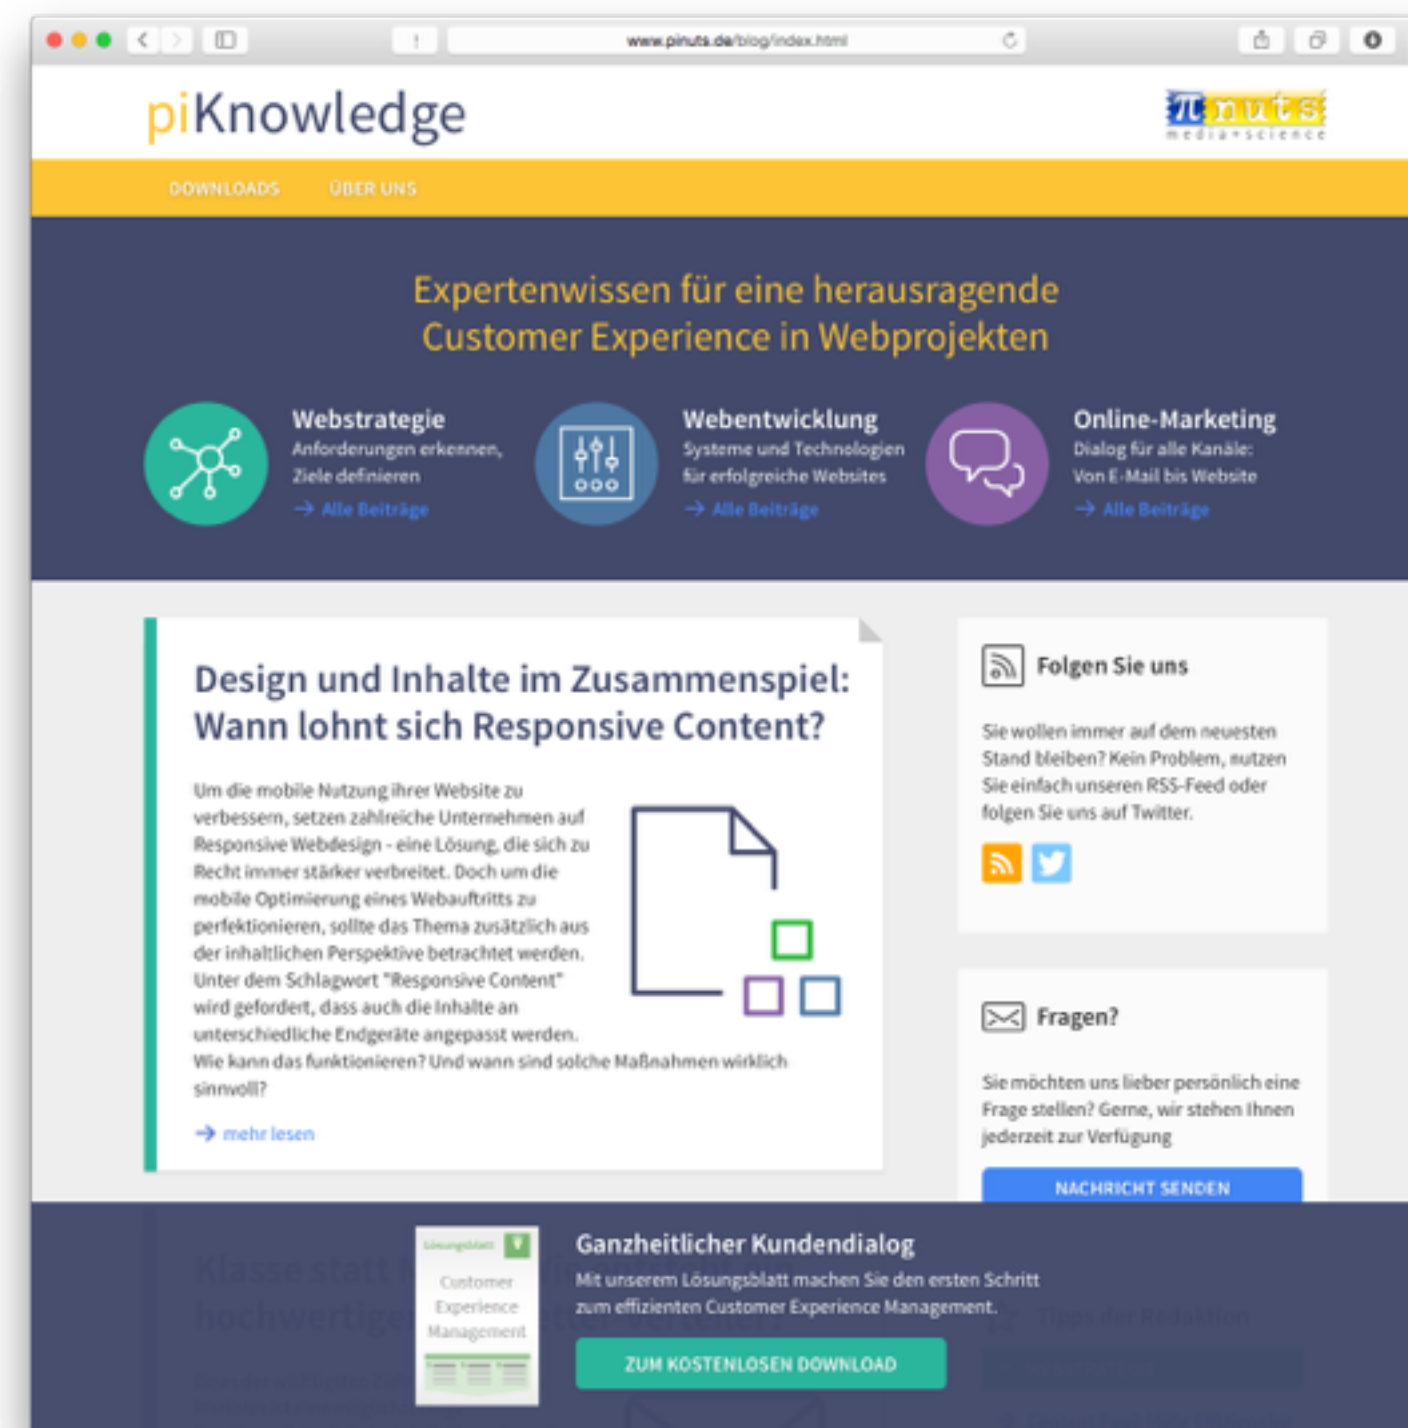 www.pinuts.de/blog/index.html
piKnowledge
π nuts
media+science
DOWNLOADS ÜBER UNS
Expertenwissen für eine herausragende
Customer Experience in Webprojekten
Webstrategie
Anforderungen erkennen,
Ziele definieren
→ Alle Beiträge
Webentwicklung
Systeme und Technologien
für erfolgreiche Websites
→ Alle Beiträge
Online-Marketing
Dialog für alle Kanäle:
Von E-Mail bis Website
→ Alle Beiträge
Design und Inhalte im Zusammenspiel:
Wann lohnt sich Responsive Content?
Um die mobile Nutzung ihrer Website zu
verbessern, setzen zahlreiche Unternehmen auf
Responsive Webdesign - eine Lösung, die sich zu
Recht immer stärker verbreitet. Doch um die
mobile Optimierung eines Webauftritts zu
perfektionieren, sollte das Thema zusätzlich aus
der inhaltlichen Perspektive betrachtet werden.
Unter dem Schlagwort "Responsive Content"
wird gefordert, dass auch die Inhalte an
unterschiedliche Endgeräte angepasst werden.
Wie kann das funktionieren? Und wann sind solche Maßnahmen wirklich
sinnvoll?
→ mehr lesen
Folgen Sie uns
Sie wollen immer auf dem neuesten
Stand bleiben? Kein Problem, nutzen
Sie einfach unseren RSS-Feed oder
folgen Sie uns auf Twitter.
Fragen?
Sie möchten uns lieber persönlich eine
Frage stellen? Gerne, wir stehen Ihnen
jederzeit zur Verfügung
NACHRICHT SENDEN
Klasse statt
hochwertige
Lösungsblatt
Customer
Experience
Management
Ganzheitlicher Kundendialog
Mit unserem Lösungsblatt machen Sie den ersten Schritt
zum effizienten Customer Experience Management.
ZUM KOSTENLOSEN DOWNLOAD
Tipps der Redaktion